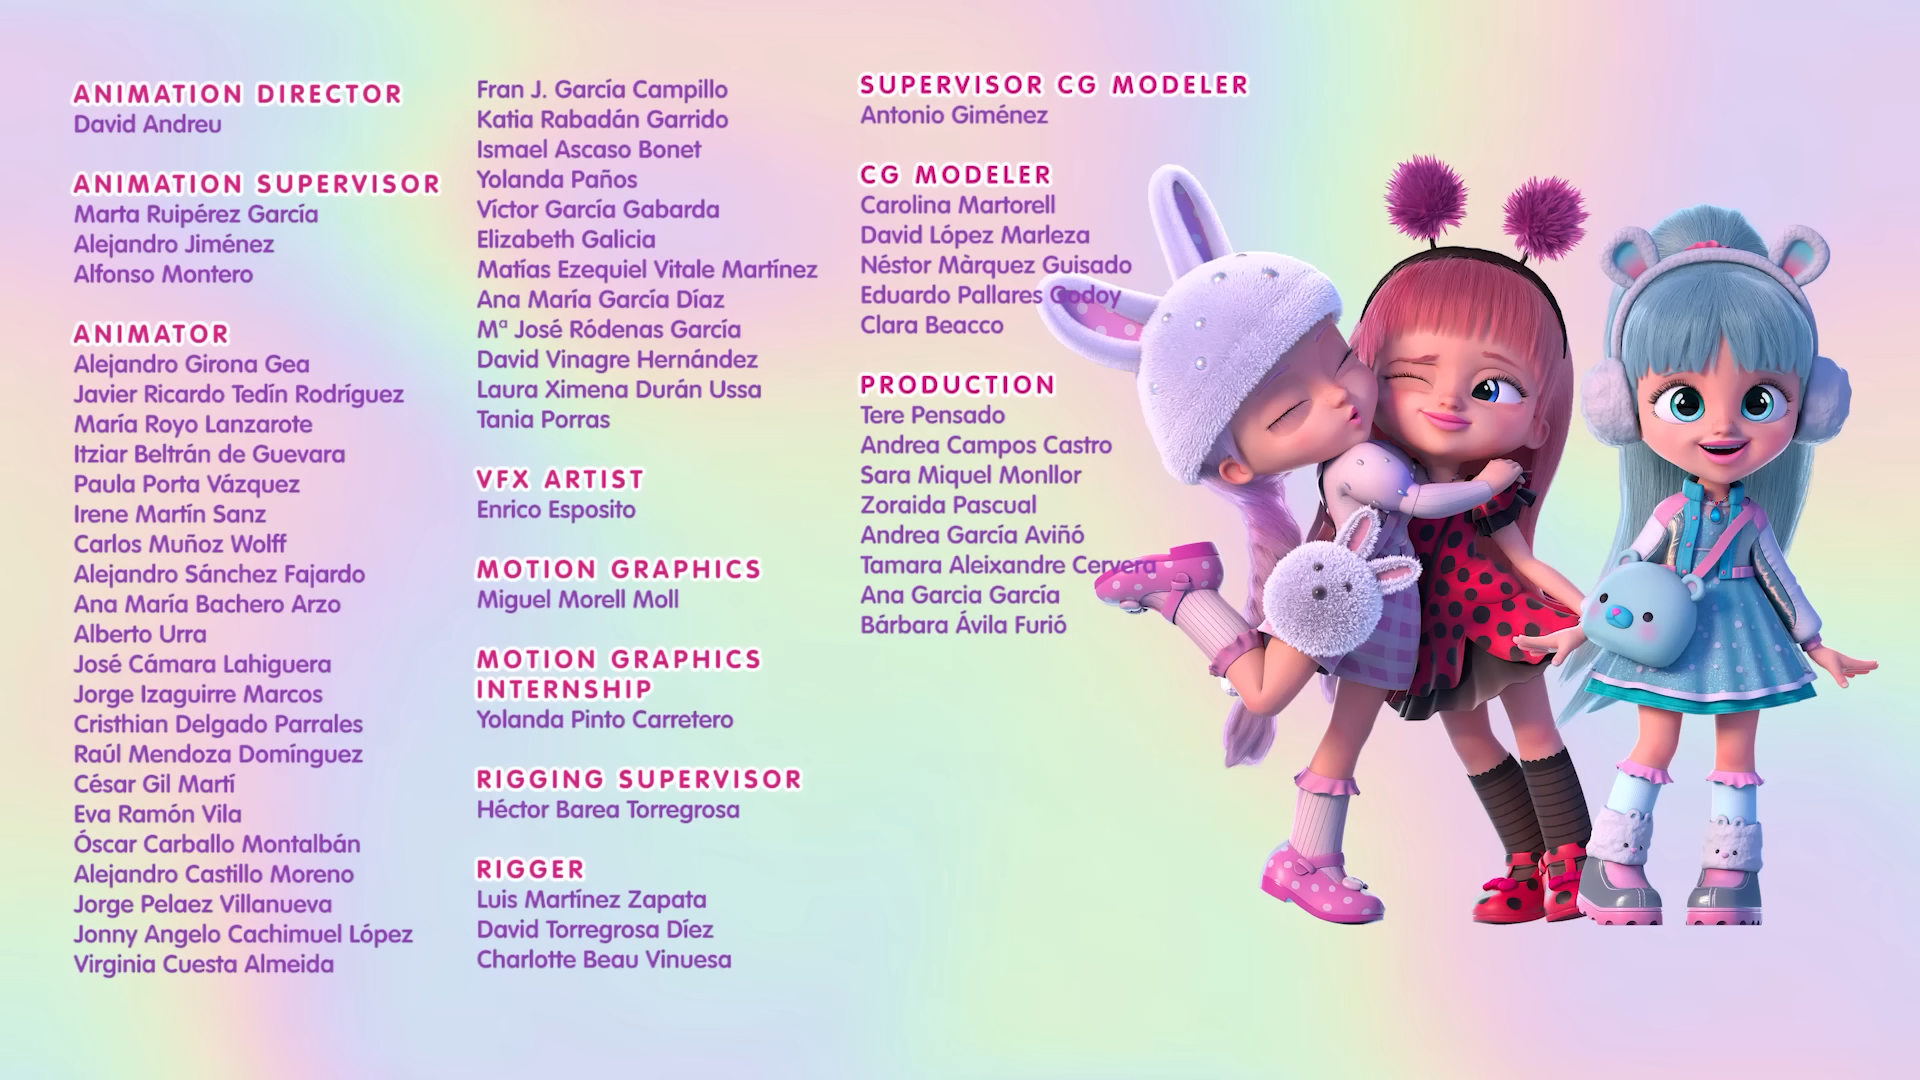 ANIMATION DIRECTOR
David Andreu
ANIMATION SUPERVISOR
Marta Ruipérez García
Alejandro Jiménez
Alfonso Montero
ANIMATOR
Alejandro Girona Gea
Javier Ricardo Tedín Rodríguez
María Royo Lanzarote
Itziar Beltrán de Guevara
Paula Porta Vázquez
Irene Martín Sanz
Carlos Muñoz Wolff
Alejandro Sánchez Fajardo
Ana María Bachero Arzo
Alberto Urra
José Cámara Lahiguera
Jorge Izaguirre Marcos
Cristhian Delgado Parrales
Raúl Mendoza Domínguez
César Gil Martí
Eva Ramón Vila
Óscar Carballo Montalbán
Alejandro Castillo Moreno
Jorge Pelaez Villanueva
Jonny Angelo Cachimuel López
Virginia Cuesta Almeida
Fran J. García Campillo
Katia Rabadán Garrido
Ismael Ascaso Bonet
Yolanda Paños
Víctor García Gabarda
Elizabeth Galicia
Matías Ezequiel Vitale Martínez
Ana María García Díaz
Mª José Ródenas García
David Vinagre Hernández
Laura Ximena Durán Ussa
Tania Porras
VFX ARTIST
Enrico Esposito
MOTION GRAPHICS
Miguel Morell Moll
MOTION GRAPHICS
INTERNSHIP
Yolanda Pinto Carretero
RIGGING SUPERVISOR
Héctor Barea Torregrosa
RIGGER
Luis Martínez Zapata
David Torregrosa Díez
Charlotte Beau Vinuesa
SUPERVISOR CG MODELER
Antonio Giménez
CG MODELER
Carolina Martorell
David López Marleza
Néstor Màrquez Guisado
Eduardo Pallares Godoy
Clara Beacco
PRODUCTION
Tere Pensado
Andrea Campos Castro
Sara Miquel Monllor
Zoraida Pascual
Andrea García Aviñó
Tamara Aleixandre Cervera
Ana Garcia García
Bárbara Ávila Furió